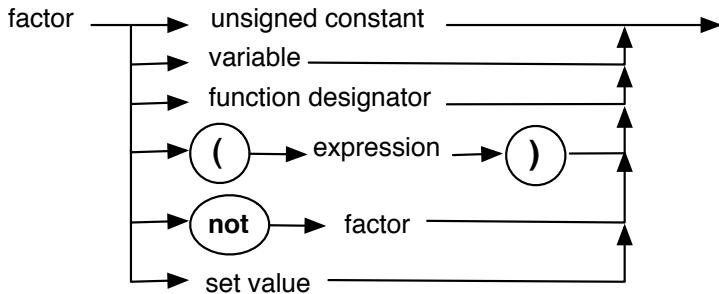 factor unsigned constant
variable
function designator
( expression )
not factor
set value